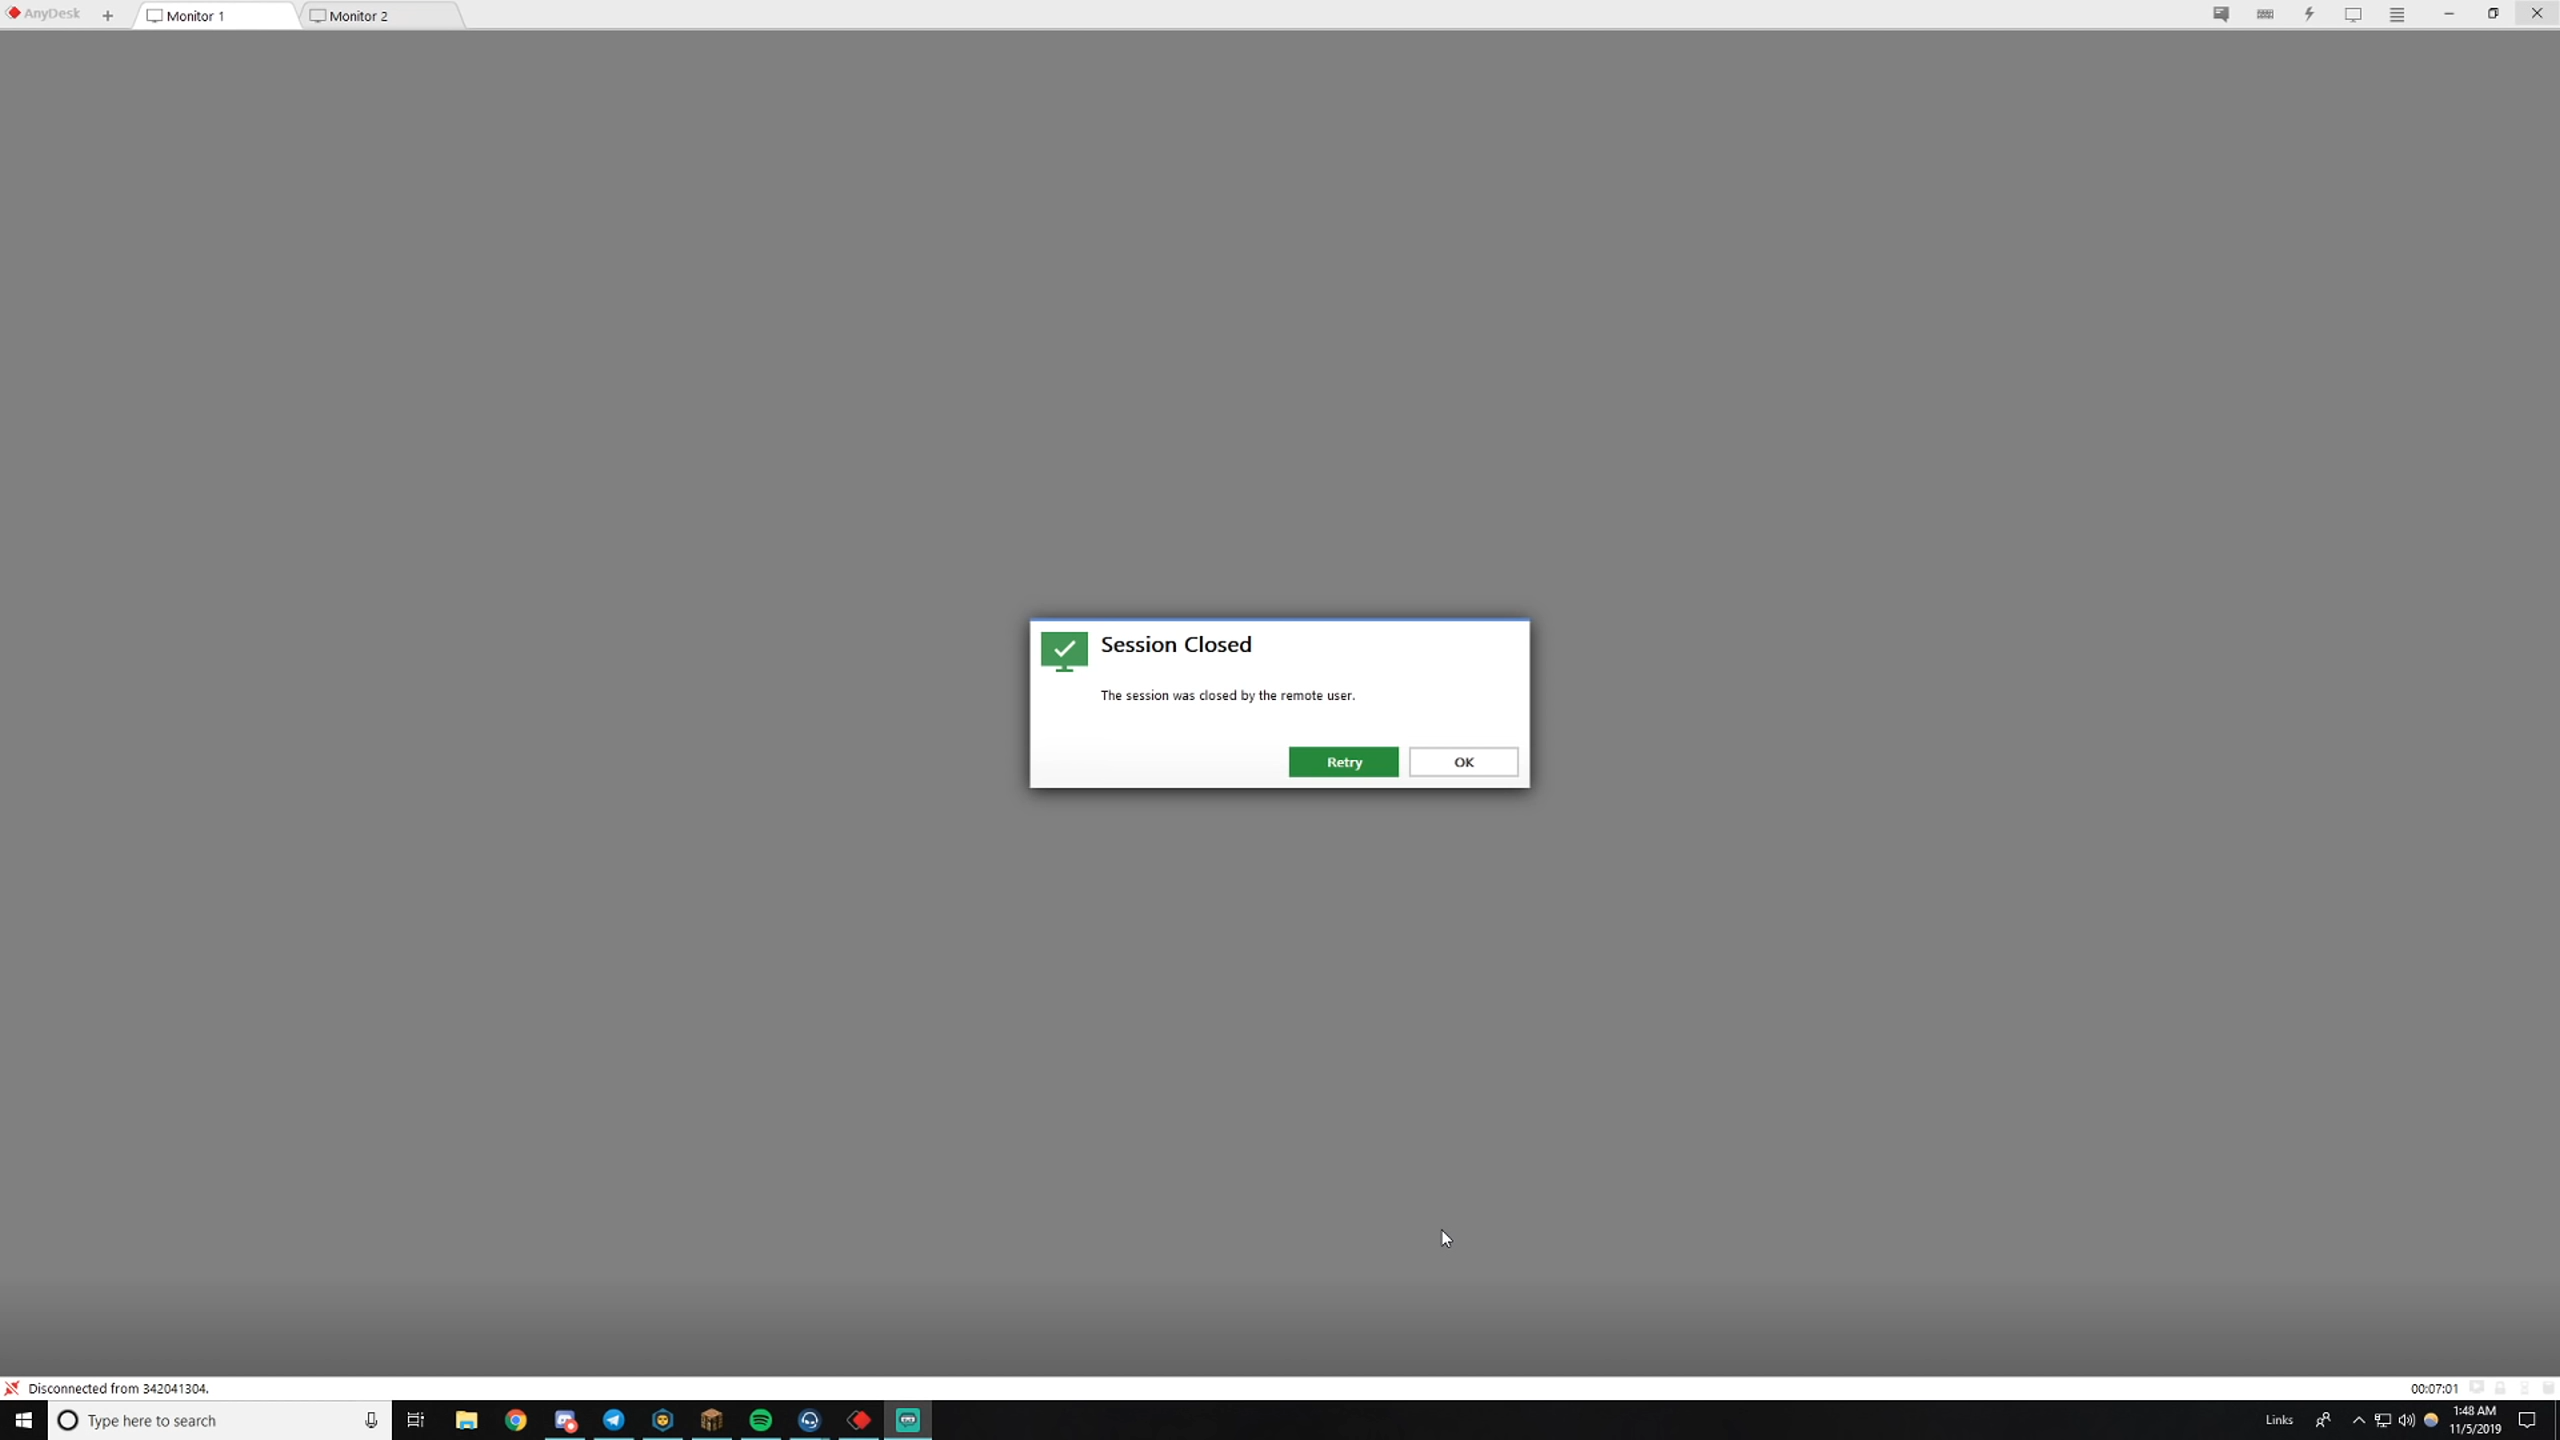 AnyDesk
Monitor 1
Monitor 2
Session Closed
The session was closed by the remote user.
Retry
OK
Disconnected from 342041304.
00:07:01
Type here to search
Links
1:48 AM
11/5/2019